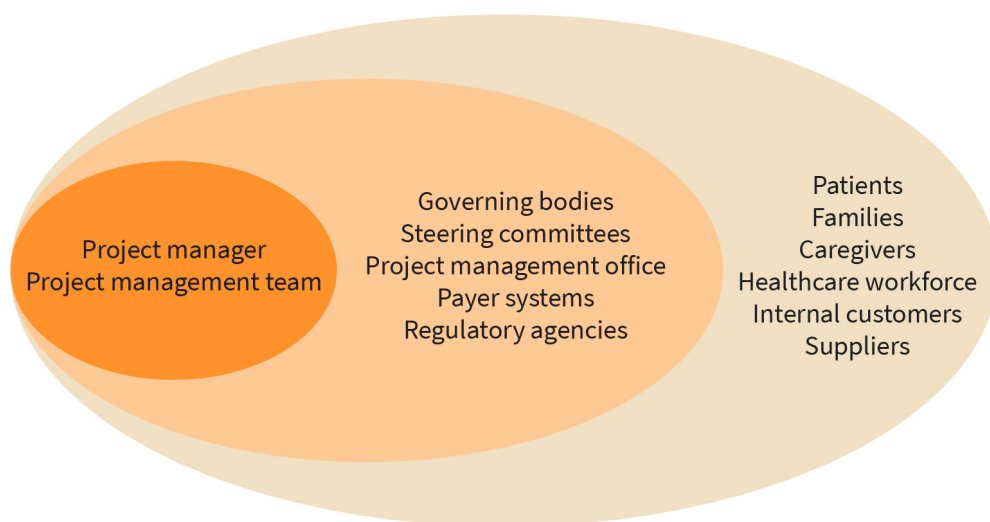 Project manager
Project management team
Governing bodies
Steering committees
Project management office
Payer systems
Regulatory agencies
Patients
Families
Caregivers
Healthcare workforce
Internal customers
Suppliers